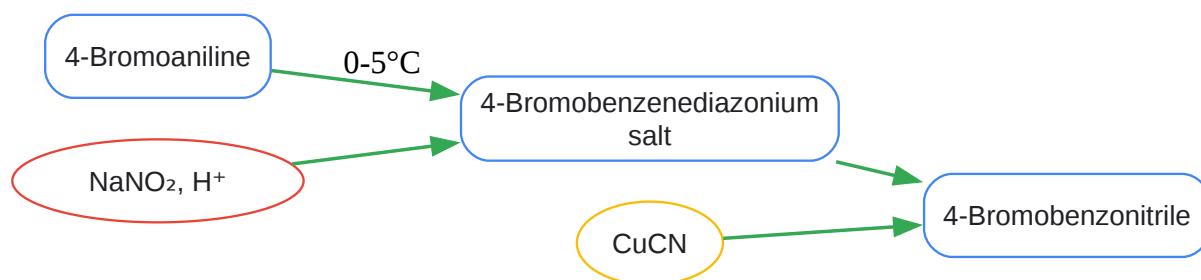 4-Bromoaniline
0-5°C
4-Bromobenzenediazonium
salt
NaNO₂, H⁺
4-Bromobenzonitrile
CuCN